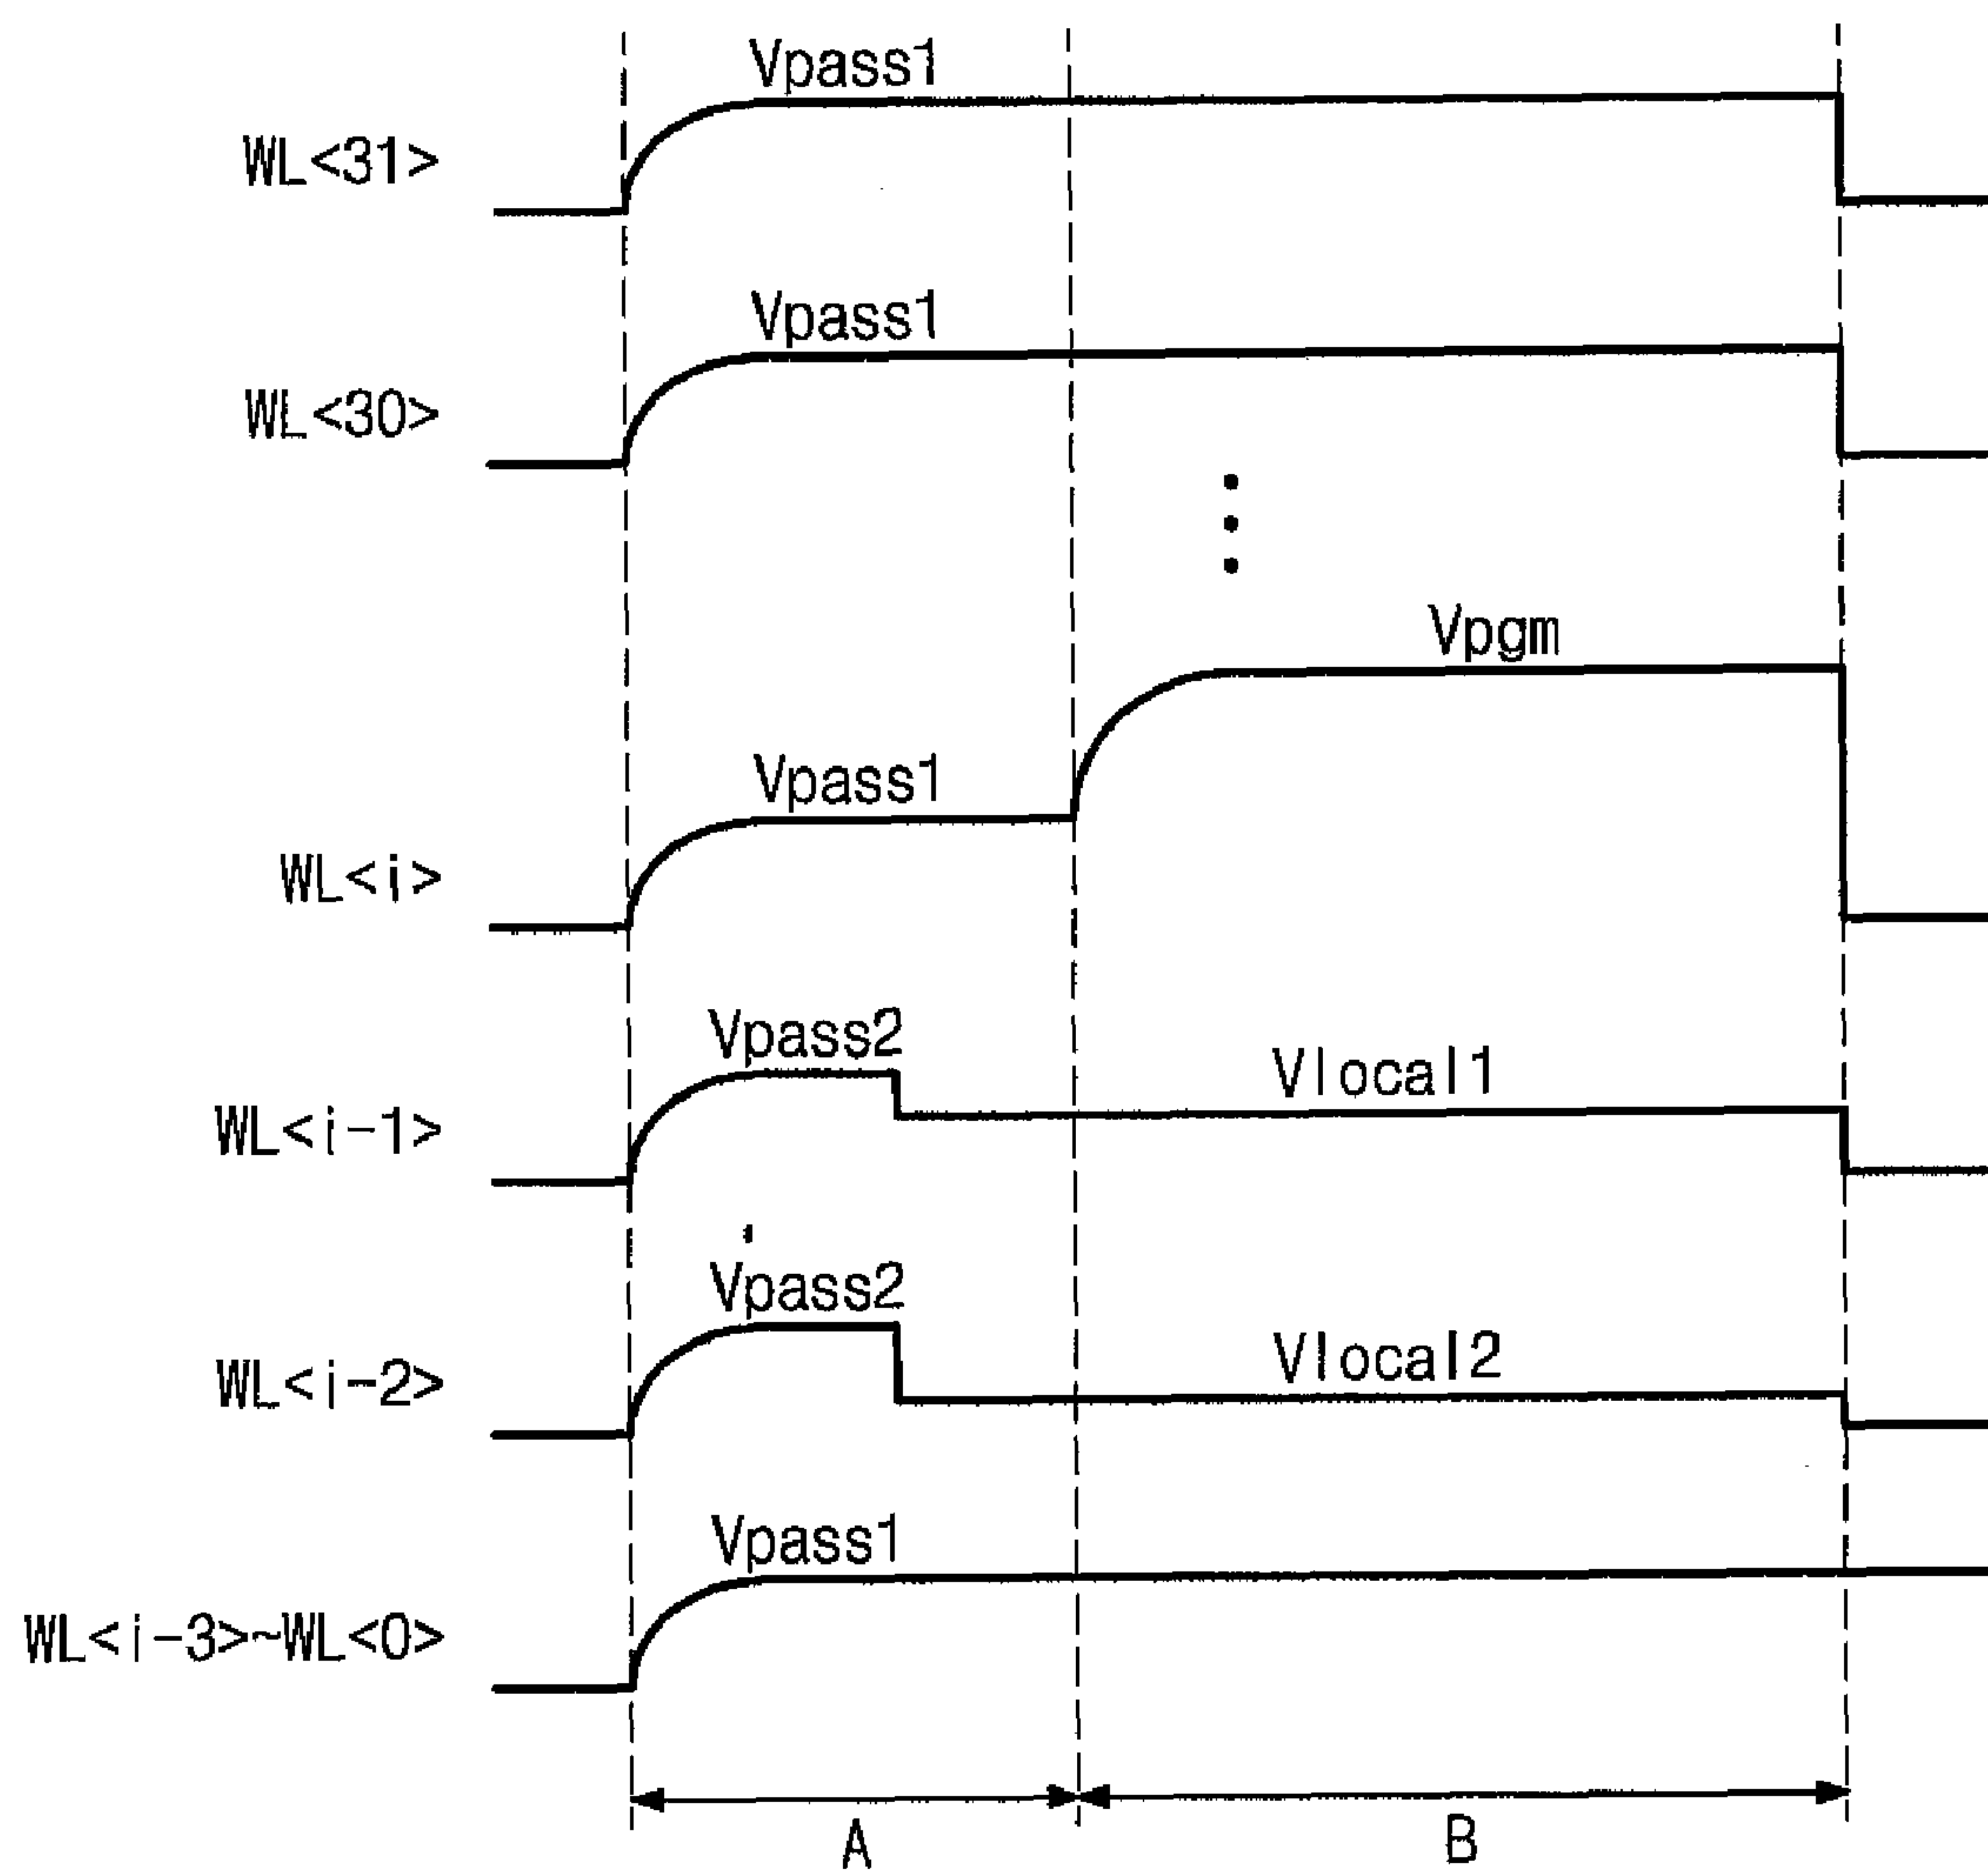 Vpass1
WL<31>
Vpass1
WL<30>
Vpgm
Vpass1
WL<i>
Vpass2
Vlocal1
WL<i-1>
Vpass2
Vlocal2
WL<i-2>
Vpass1
WL<i-3>~WL<0>
A
B